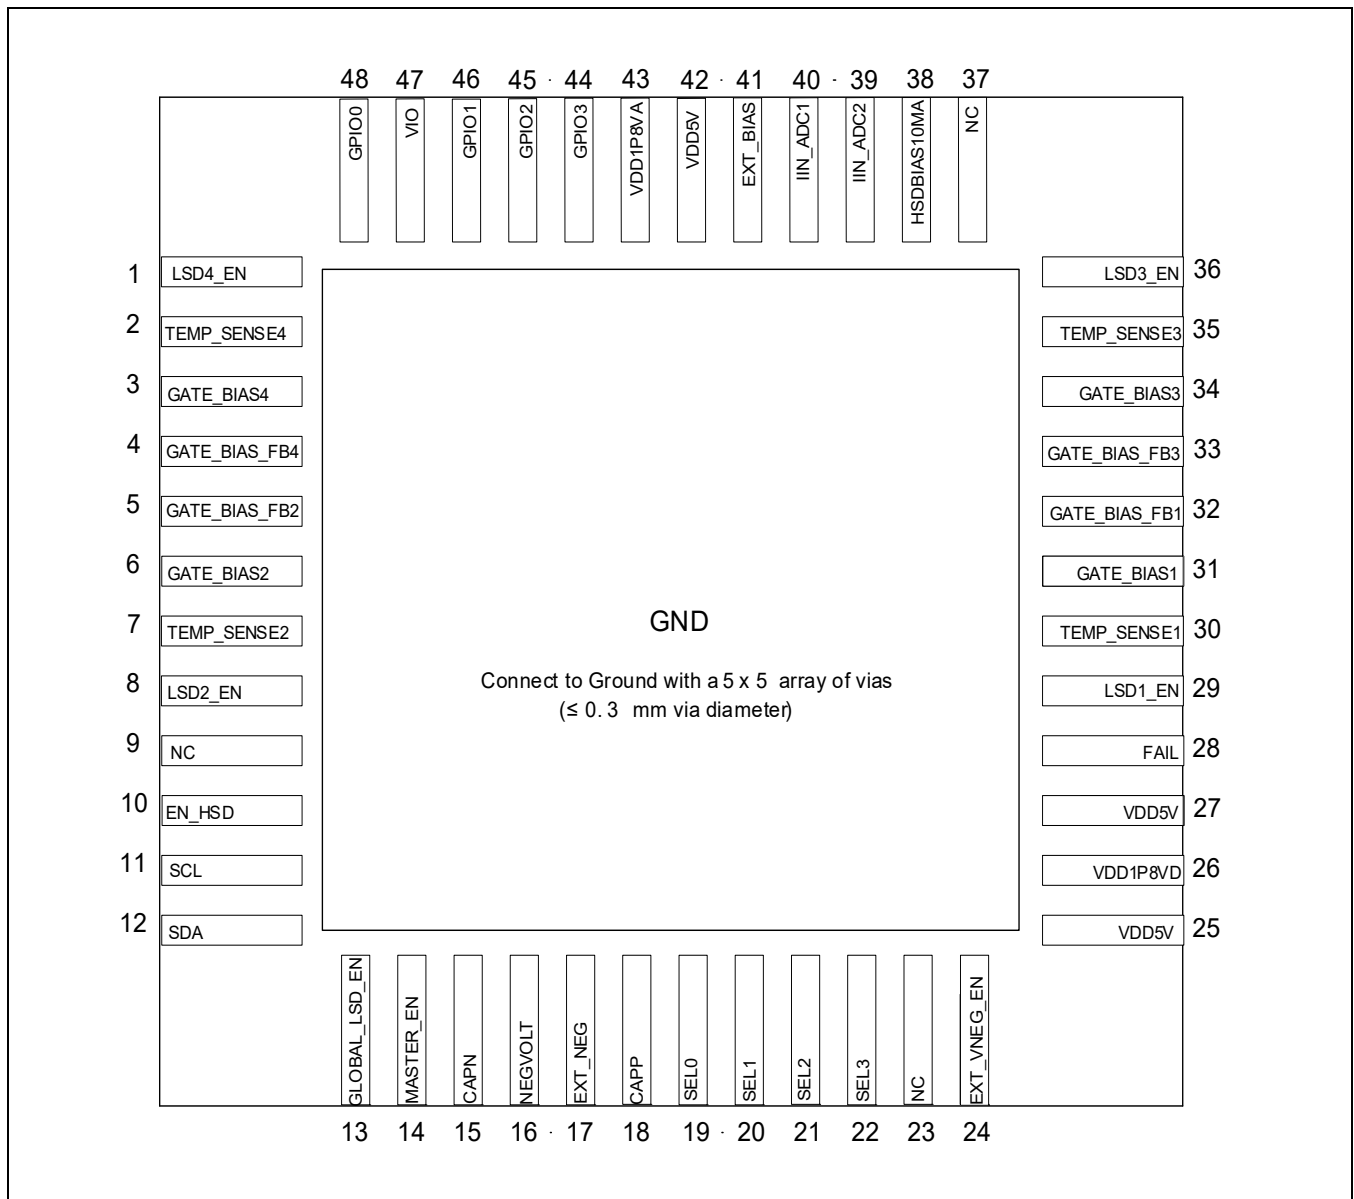 48 47 46 45 44 43 42 41 40 39 38 37
GPIO0
VIO
GPIO1
GPIO2
GPIO3
VDD1P8VA
VDD5V
EXT_BIAS
IIN_ADC1
IIN_ADC2
HSDBIAS10MA
NC
1 LSD4_EN
LSD3_EN 36
2 TEMP_SENSE4
TEMP_SENSE3 35
3 GATE_BIAS4
GATE_BIAS3 34
4 GATE_BIAS_FB4
GATE_BIAS_FB3 33
5 GATE_BIAS_FB2
GATE_BIAS_FB1 32
6 GATE_BIAS2
GATE_BIAS1 31
GND
7 TEMP_SENSE2
TEMP_SENSE1 30
Connect to Ground with a 5 x 5 array of vias
(≤ 0.3 mm via diameter)
8 LSD2_EN
LSD1_EN 29
9 NC
FAIL 28
10 EN_HSD
VDD5V 27
11 SCL
VDD1P8VD 26
12 SDA
VDD5V 25
GLOBAL_LSD_EN
MASTER_EN
CAPN
NEGVOLT
EXT_NEG
CAPP
SEL0
SEL1
SEL2
SEL3
NC
EXT_VNEG_EN
13 14 15 16 17 18 19 20 21 22 23 24